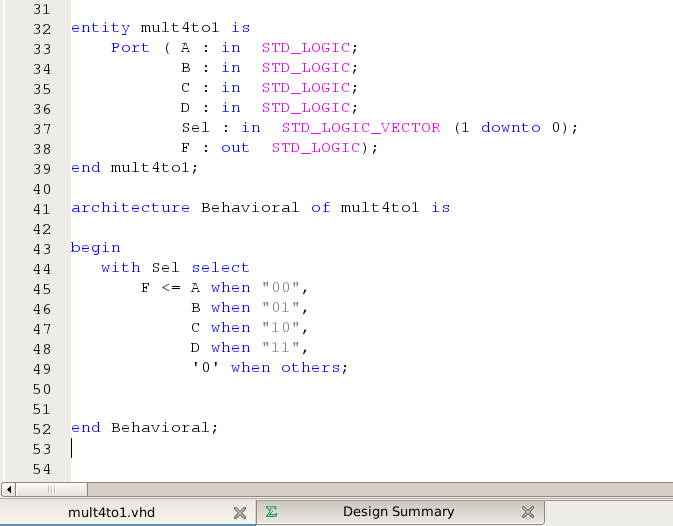 31
32 entity mult4to1 is
33 Port ( A : in STD_LOGIC;
34 B : in STD_LOGIC;
35 C : in STD_LOGIC;
36 D : in STD_LOGIC;
37 Sel : in STD_LOGIC_VECTOR (1 downto 0);
38 F : out STD_LOGIC);
39 end mult4to1;
40
41 architecture Behavioral of mult4to1 is
42
43 begin
44 with Sel select
45 F <= A when "00",
46 B when "01",
47 C when "10",
48 D when "11",
49 '0' when others;
50
51
52 end Behavioral;
53
54
mult4to1.vhd Σ Design Summary